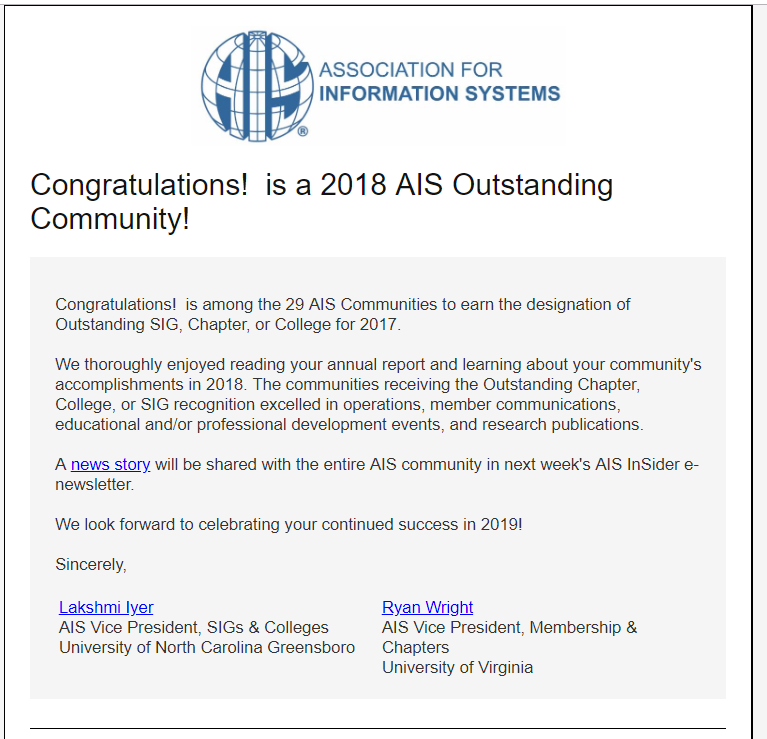 AIS
ASSOCIATION FOR
INFORMATION SYSTEMS
®
Congratulations!  is a 2018 AIS Outstanding
Community!
Congratulations!  is among the 29 AIS Communities to earn the designation of
Outstanding SIG, Chapter, or College for 2017.
We thoroughly enjoyed reading your annual report and learning about your community's
accomplishments in 2018. The communities receiving the Outstanding Chapter,
College, or SIG recognition excelled in operations, member communications,
educational and/or professional development events, and research publications.
A news story will be shared with the entire AIS community in next week's AIS InSider e-
newsletter.
We look forward to celebrating your continued success in 2019!
Sincerely,
Lakshmi Iyer
AIS Vice President, SIGs & Colleges
University of North Carolina Greensboro
Ryan Wright
AIS Vice President, Membership &
Chapters
University of Virginia